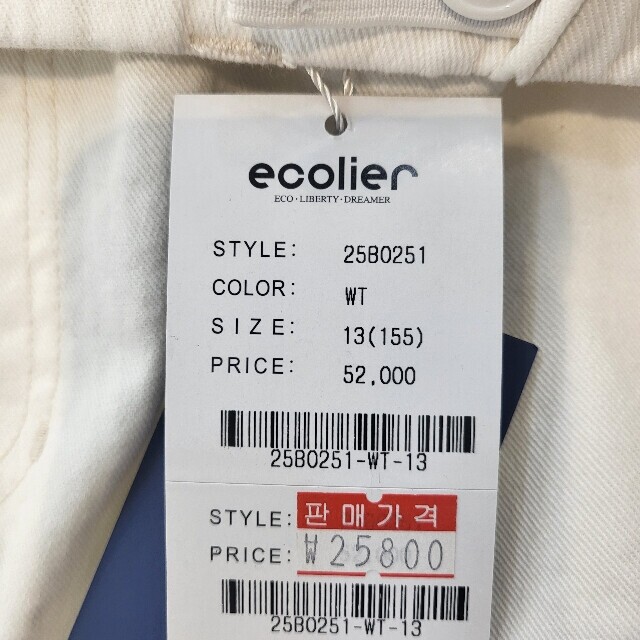 ecolier
ECO·LIBERTY·DREAMER
STYLE: 25B0251
COLOR: WT
SIZE: 13(155)
PRICE: 52,000
25B0251-WT-13
STYLE: 판매가격
PRICE: ₩25800
25B0251-WT-13